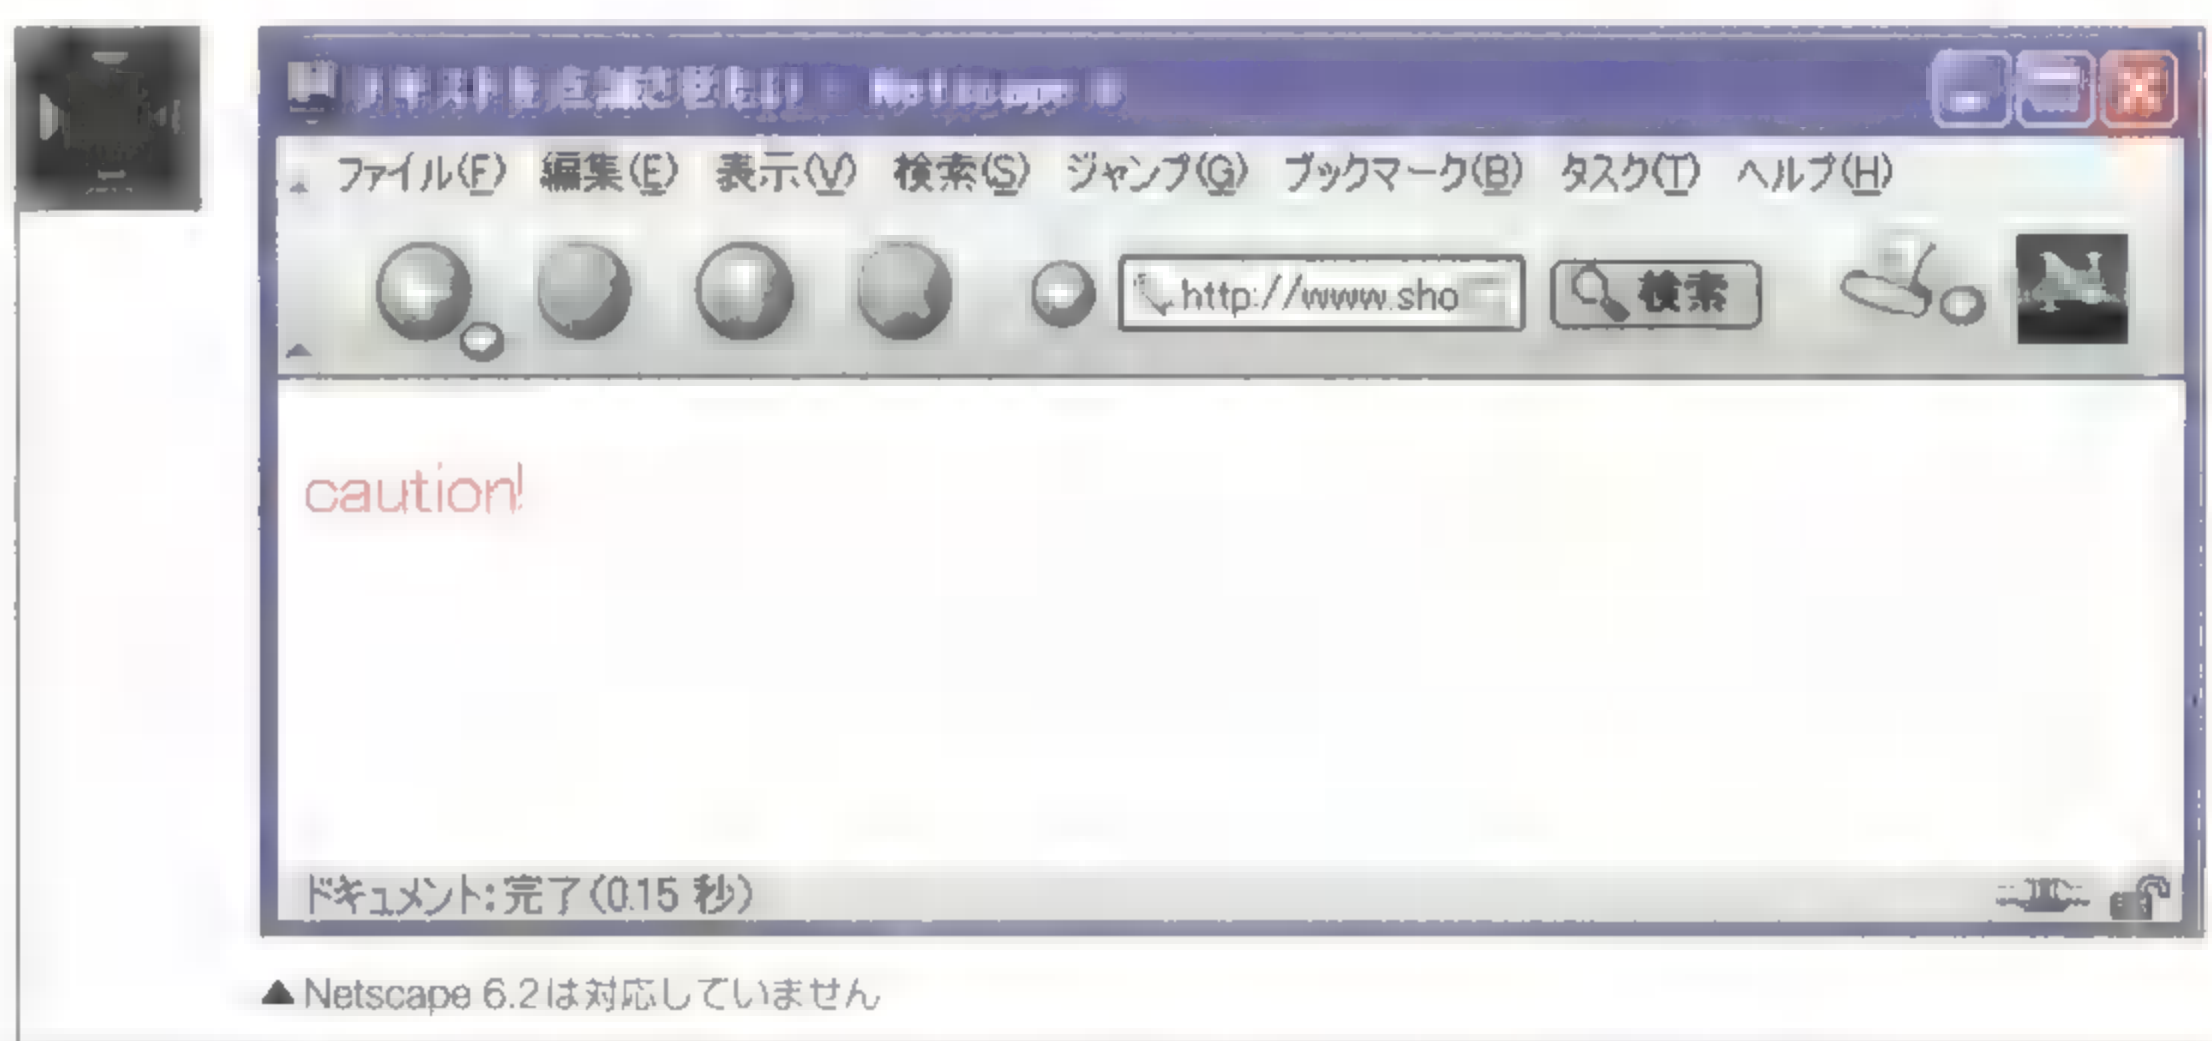 ファイル(F) 編集(E) 表示(V) 検索(S) ジャンプ(G) ブックマーク(B) タスク(T) ヘルプ(H)
http://www.sho 検索
caution!
ドキュメント:完了(0.15 秒)
▲Netscape 6.2は対応していません